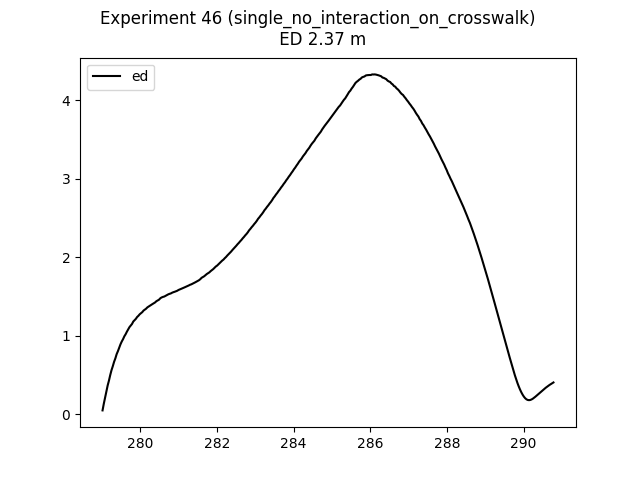 Experiment 46 (single_no_interaction_on_crosswalk)
ED 2.37 m
ed
4
3
2
1
0
280 282 284 286 288 290